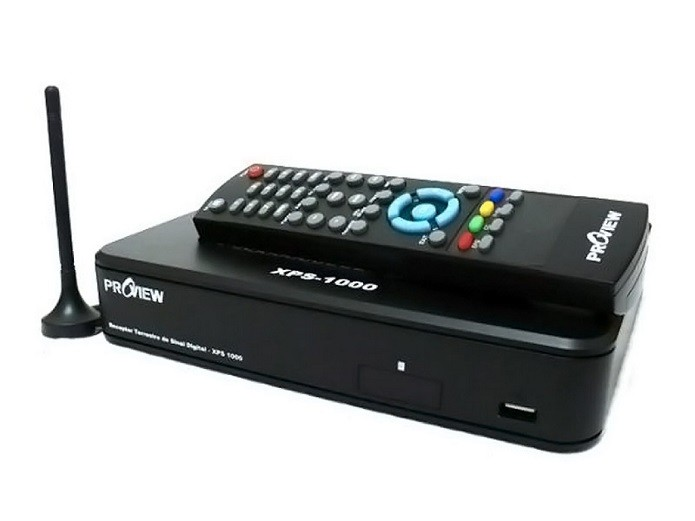 PROVIEW
XPS-1000
PROVIEW
Receptor Terrestre de Sinal Digital - XPS 1000